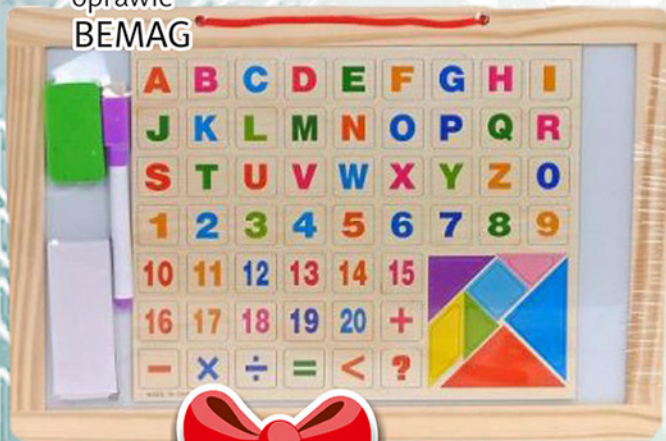 oprawie
BEMAG
A B C D E F G H I
J K L M N O P Q R
S T U V W X Y Z 0
1 2 3 4 5 6 7 8 9
10 11 12 13 14 15
16 17 18 19 20 +
− × ÷ = < ?